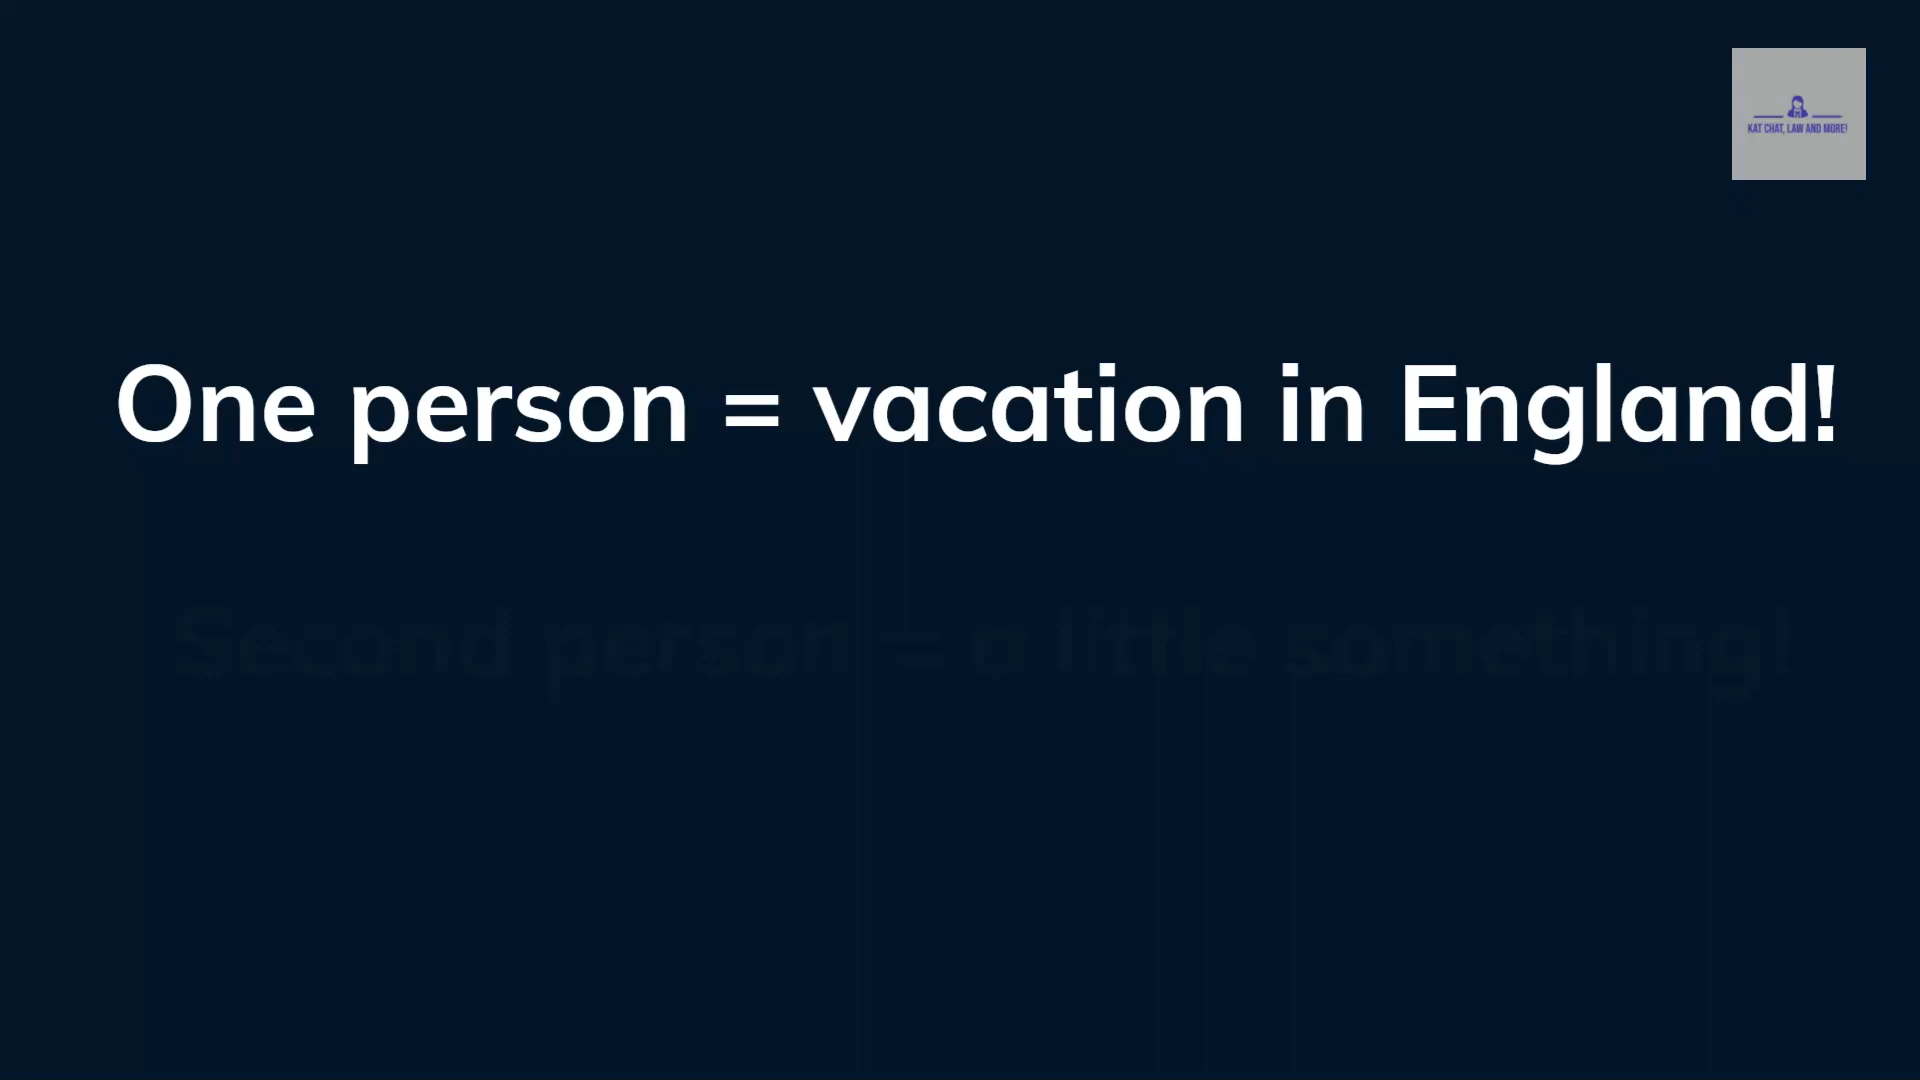 KAT CHAT, LAW AND MORE!
One person = vacation in England!
Second person = a little something!